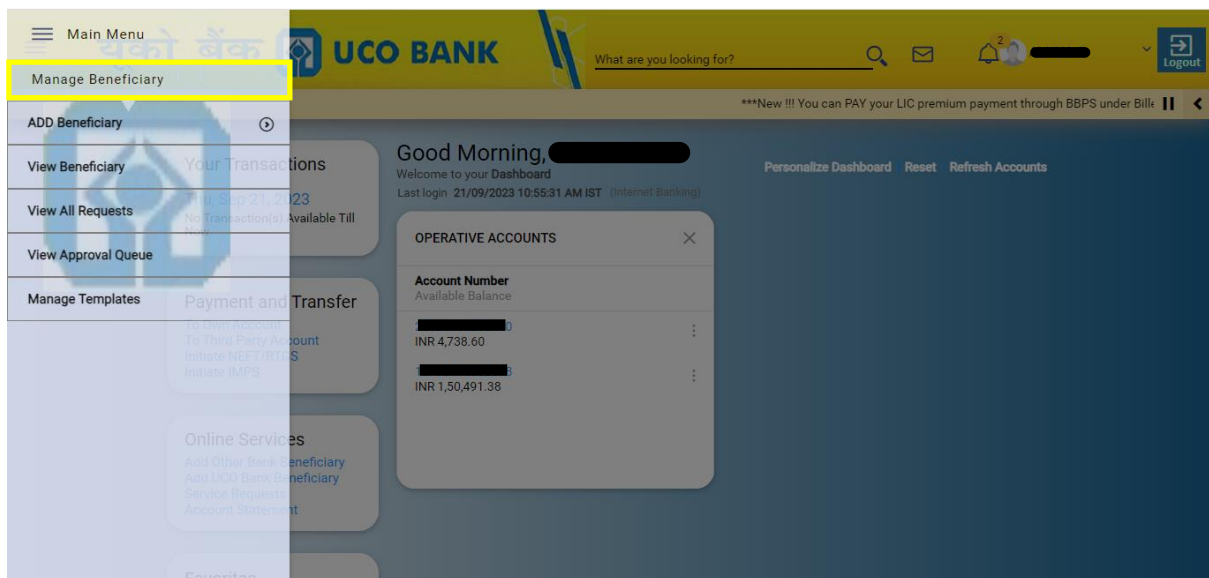 Main Menu
यूको बैंक
UCO BANK
What are you looking for?
2
Logout
Manage Beneficiary
***New !!! You can PAY your LIC premium payment through BBPS under Bille
ADD Beneficiary
View Beneficiary
View All Requests
View Approval Queue
Manage Templates
Your Transactions
Thu, Sep 21, 2023
No Transaction(s) Available Till
Now
Payment and Transfer
To Own Account
To Third Party Account
Initiate NEFT/RTGS
Initiate IMPS
Online Services
Add Other Bank Beneficiary
Add UCO Bank Beneficiary
Service Requests
Account Statement
Favorites
Good Morning,
Welcome to your Dashboard
Last login 21/09/2023 10:55:31 AM IST (Internet Banking)
Personalize Dashboard Reset Refresh Accounts
OPERATIVE ACCOUNTS
Account Number
Available Balance
0
INR 4,738.60
1 8
INR 1,50,491.38